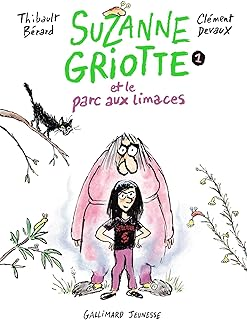 Thibault
Bérard
Clément
Devaux
SUZANNE
GRIOTTE 1
et le
parc aux limaces
GALLIMARD JEUNESSE